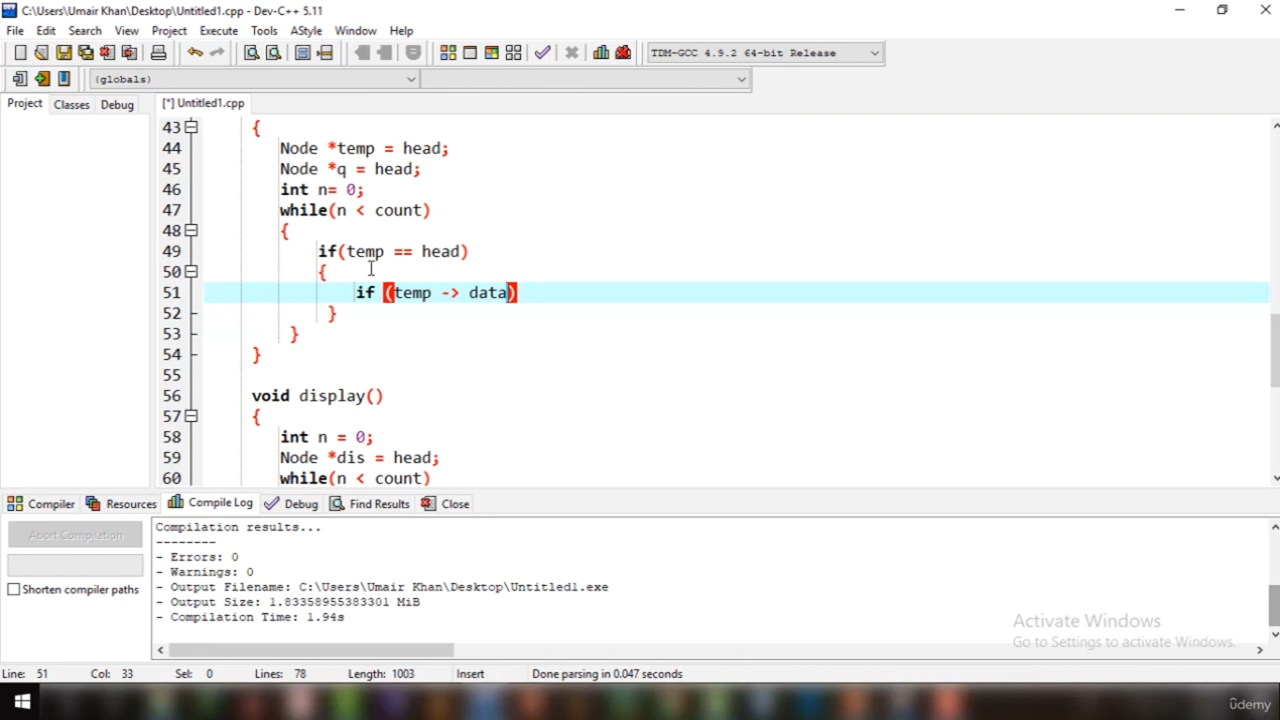 C:\Users\Umair Khan\Desktop\Untitled1.cpp - Dev-C++ 5.11
File Edit Search View Project Execute Tools AStyle Window Help
TDM-GCC 4.9.2 64-bit Release
(globals)
Project Classes Debug [*] Untitled1.cpp
43 {
44 Node *temp = head;
45 Node *q = head;
46 int n= 0;
47 while(n < count)
48 {
49 if(temp == head)
50 {
51 if (temp -> data)
52 }
53 }
54 }
55
56 void display()
57 {
58 int n = 0;
59 Node *dis = head;
60 while(n < count)
Compiler Resources Compile Log Debug Find Results Close
Abort Compilation
Shorten compiler paths
Compilation results...
--------
- Errors: 0
- Warnings: 0
- Output Filename: C:\Users\Umair Khan\Desktop\Untitled1.exe
- Output Size: 1.83358955383301 MiB
- Compilation Time: 1.94s
Activate Windows
Go to Settings to activate Windows.
Line: 51 Col: 33 Sel: 0 Lines: 78 Length: 1003 Insert Done parsing in 0.047 seconds
ûdemy